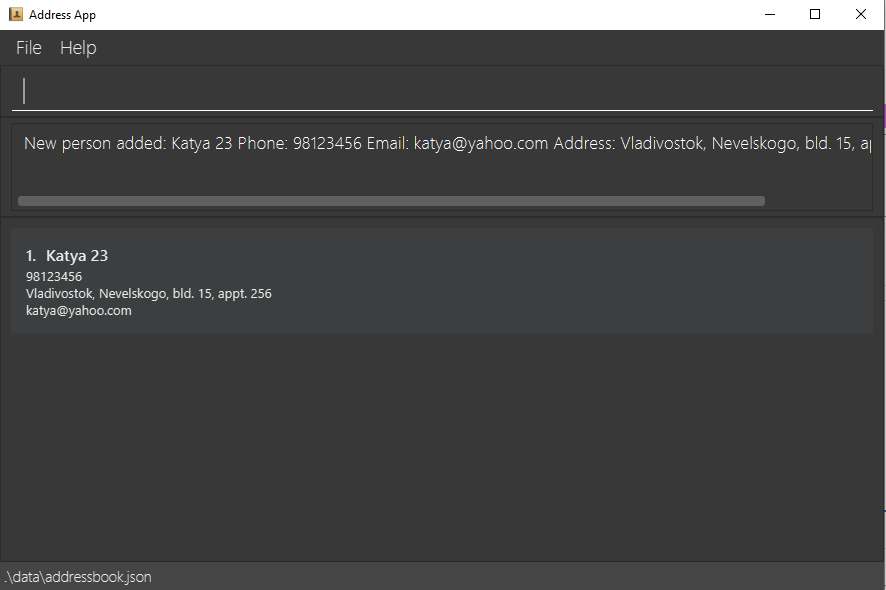 Address App
File Help
New person added: Katya 23 Phone: 98123456 Email: katya@yahoo.com Address: Vladivostok, Nevelskogo, bld. 15,
1. Katya 23
98123456
Vladivostok, Nevelskogo, bld. 15, appt. 256
katya@yahoo.com
.\data\addressbook.json